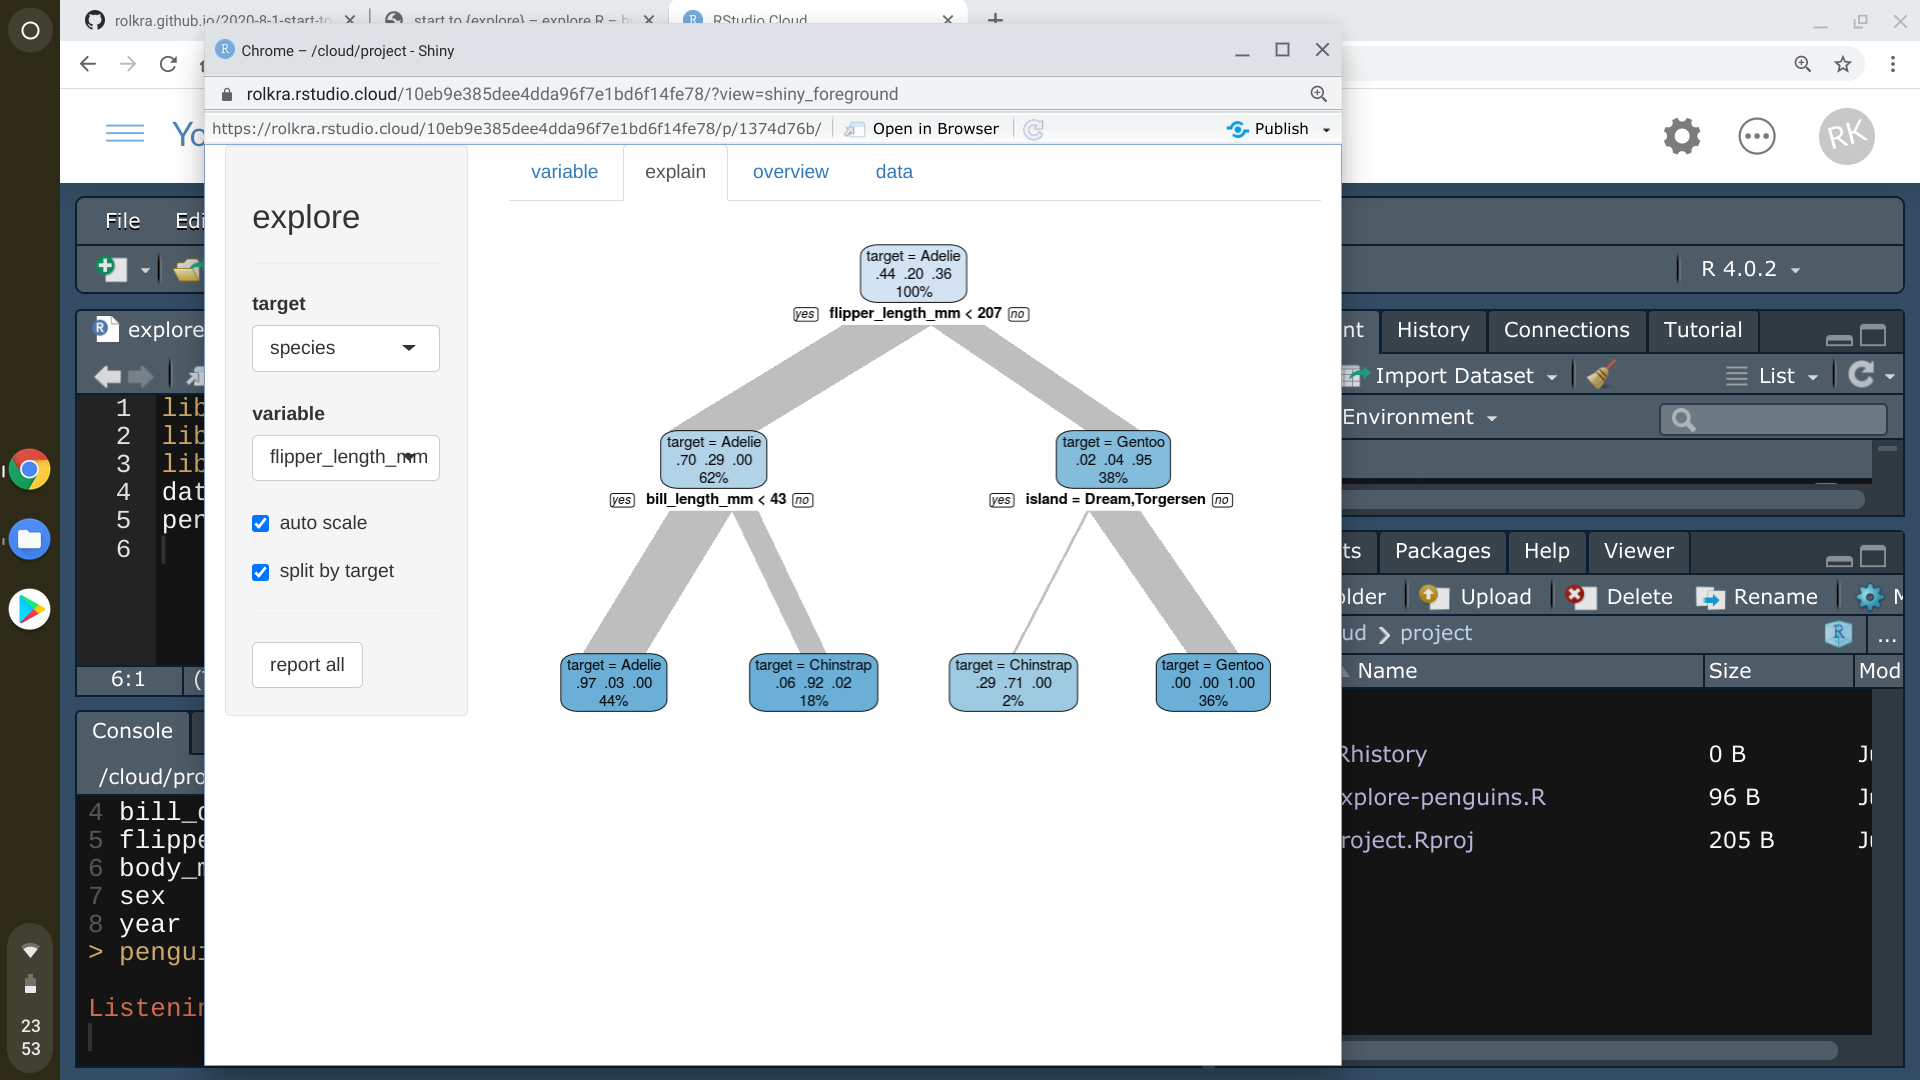 rolkra.github.io/2020-8-1-start-to
start to {explore} – explore R –
RStudio Cloud
Chrome – /cloud/project - Shiny
rolkra.rstudio.cloud/10eb9e385dee4dda96f7e1bd6f14fe78/?view=shiny_foreground
https://rolkra.rstudio.cloud/10eb9e385dee4dda96f7e1bd6f14fe78/p/1374d76b/
Open in Browser
Publish
Yo
RK
variable
explain
overview
data
explore
target
species
variable
flipper_length_mm
auto scale
split by target
report all
target = Adelie
.44 .20 .36
100%
yes flipper_length_mm < 207 no
target = Adelie
.70 .29 .00
62%
yes bill_length_mm < 43 no
target = Gentoo
.02 .04 .95
38%
yes island = Dream,Torgersen no
target = Adelie
.97 .03 .00
44%
target = Chinstrap
.06 .92 .02
18%
target = Chinstrap
.29 .71 .00
2%
target = Gentoo
.00 .00 1.00
36%
File Edi
R 4.0.2
explore
1 lib
2 lib
3 lib
4 dat
5 pen
6
6:1 (
Console
/cloud/pro
4 bill_d
5 flippe
6 body_m
7 sex
8 year
> pengui
Listenin
nt History Connections Tutorial
Import Dataset List
Environment
ts Packages Help Viewer
older Upload Delete Rename M
ud project
...
Name Size Mod
Rhistory 0 B Ju
xplore-penguins.R 96 B Ju
roject.Rproj 205 B Ju
23
53